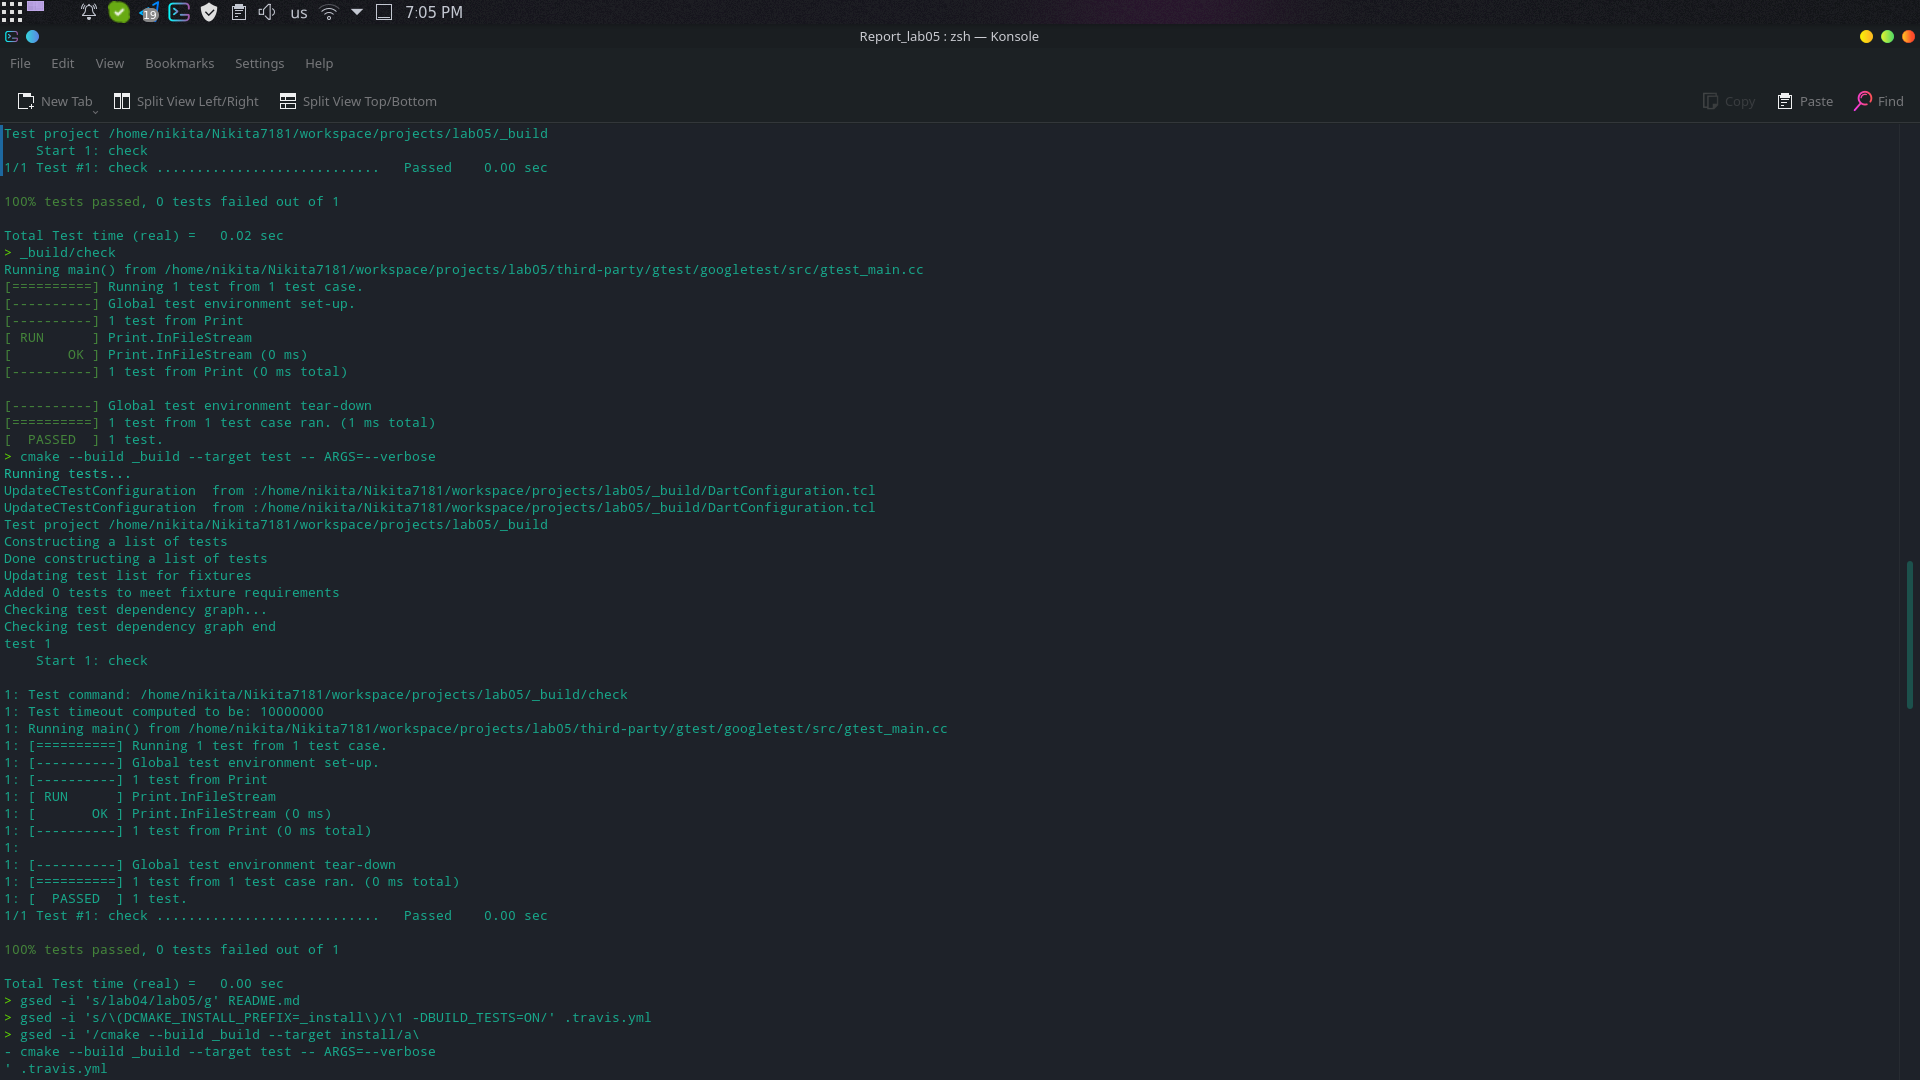 19 us 7:05 PM
Report_lab05 : zsh — Konsole
File Edit View Bookmarks Settings Help
New Tab Split View Left/Right Split View Top/Bottom Copy Paste Find
Test project /home/nikita/Nikita7181/workspace/projects/lab05/_build
    Start 1: check
1/1 Test #1: check ............................   Passed    0.00 sec
100% tests passed, 0 tests failed out of 1
Total Test time (real) =   0.02 sec
> _build/check
Running main() from /home/nikita/Nikita7181/workspace/projects/lab05/third-party/gtest/googletest/src/gtest_main.cc
[==========] Running 1 test from 1 test case.
[----------] Global test environment set-up.
[----------] 1 test from Print
[ RUN      ] Print.InFileStream
[       OK ] Print.InFileStream (0 ms)
[----------] 1 test from Print (0 ms total)
[----------] Global test environment tear-down
[==========] 1 test from 1 test case ran. (1 ms total)
[  PASSED  ] 1 test.
> cmake --build _build --target test -- ARGS=--verbose
Running tests...
UpdateCTestConfiguration  from :/home/nikita/Nikita7181/workspace/projects/lab05/_build/DartConfiguration.tcl
UpdateCTestConfiguration  from :/home/nikita/Nikita7181/workspace/projects/lab05/_build/DartConfiguration.tcl
Test project /home/nikita/Nikita7181/workspace/projects/lab05/_build
Constructing a list of tests
Done constructing a list of tests
Updating test list for fixtures
Added 0 tests to meet fixture requirements
Checking test dependency graph...
Checking test dependency graph end
test 1
    Start 1: check
1: Test command: /home/nikita/Nikita7181/workspace/projects/lab05/_build/check
1: Test timeout computed to be: 10000000
1: Running main() from /home/nikita/Nikita7181/workspace/projects/lab05/third-party/gtest/googletest/src/gtest_main.cc
1: [==========] Running 1 test from 1 test case.
1: [----------] Global test environment set-up.
1: [----------] 1 test from Print
1: [ RUN      ] Print.InFileStream
1: [       OK ] Print.InFileStream (0 ms)
1: [----------] 1 test from Print (0 ms total)
1:
1: [----------] Global test environment tear-down
1: [==========] 1 test from 1 test case ran. (0 ms total)
1: [  PASSED  ] 1 test.
1/1 Test #1: check ............................   Passed    0.00 sec
100% tests passed, 0 tests failed out of 1
Total Test time (real) =   0.00 sec
> gsed -i 's/lab04/lab05/g' README.md
> gsed -i 's/\(DCMAKE_INSTALL_PREFIX=_install\)/\1 -DBUILD_TESTS=ON/' .travis.yml
> gsed -i '/cmake --build _build --target install/a\
- cmake --build _build --target test -- ARGS=--verbose
' .travis.yml